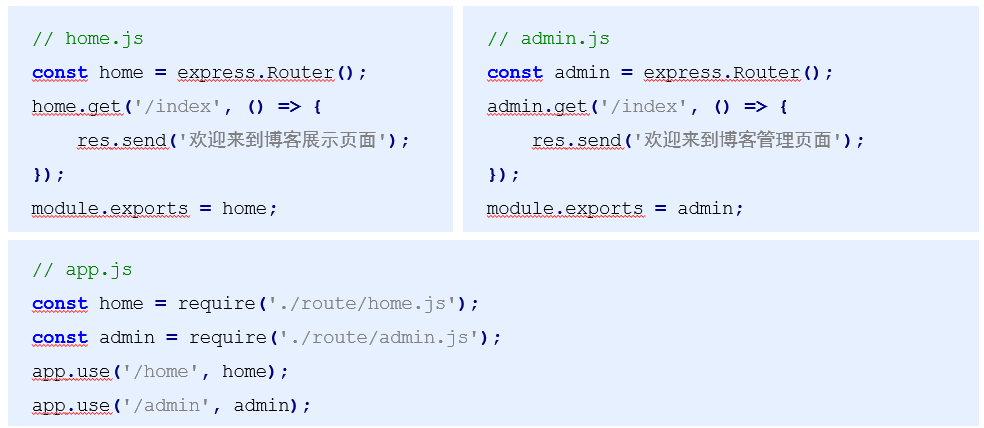 // home.js
const home = express.Router();
home.get('/index', () => {
    res.send('欢迎来到博客展示页面');
});
module.exports = home;
// admin.js
const admin = express.Router();
admin.get('/index', () => {
    res.send('欢迎来到博客管理页面');
});
module.exports = admin;
// app.js
const home = require('./route/home.js');
const admin = require('./route/admin.js');
app.use('/home', home);
app.use('/admin', admin);